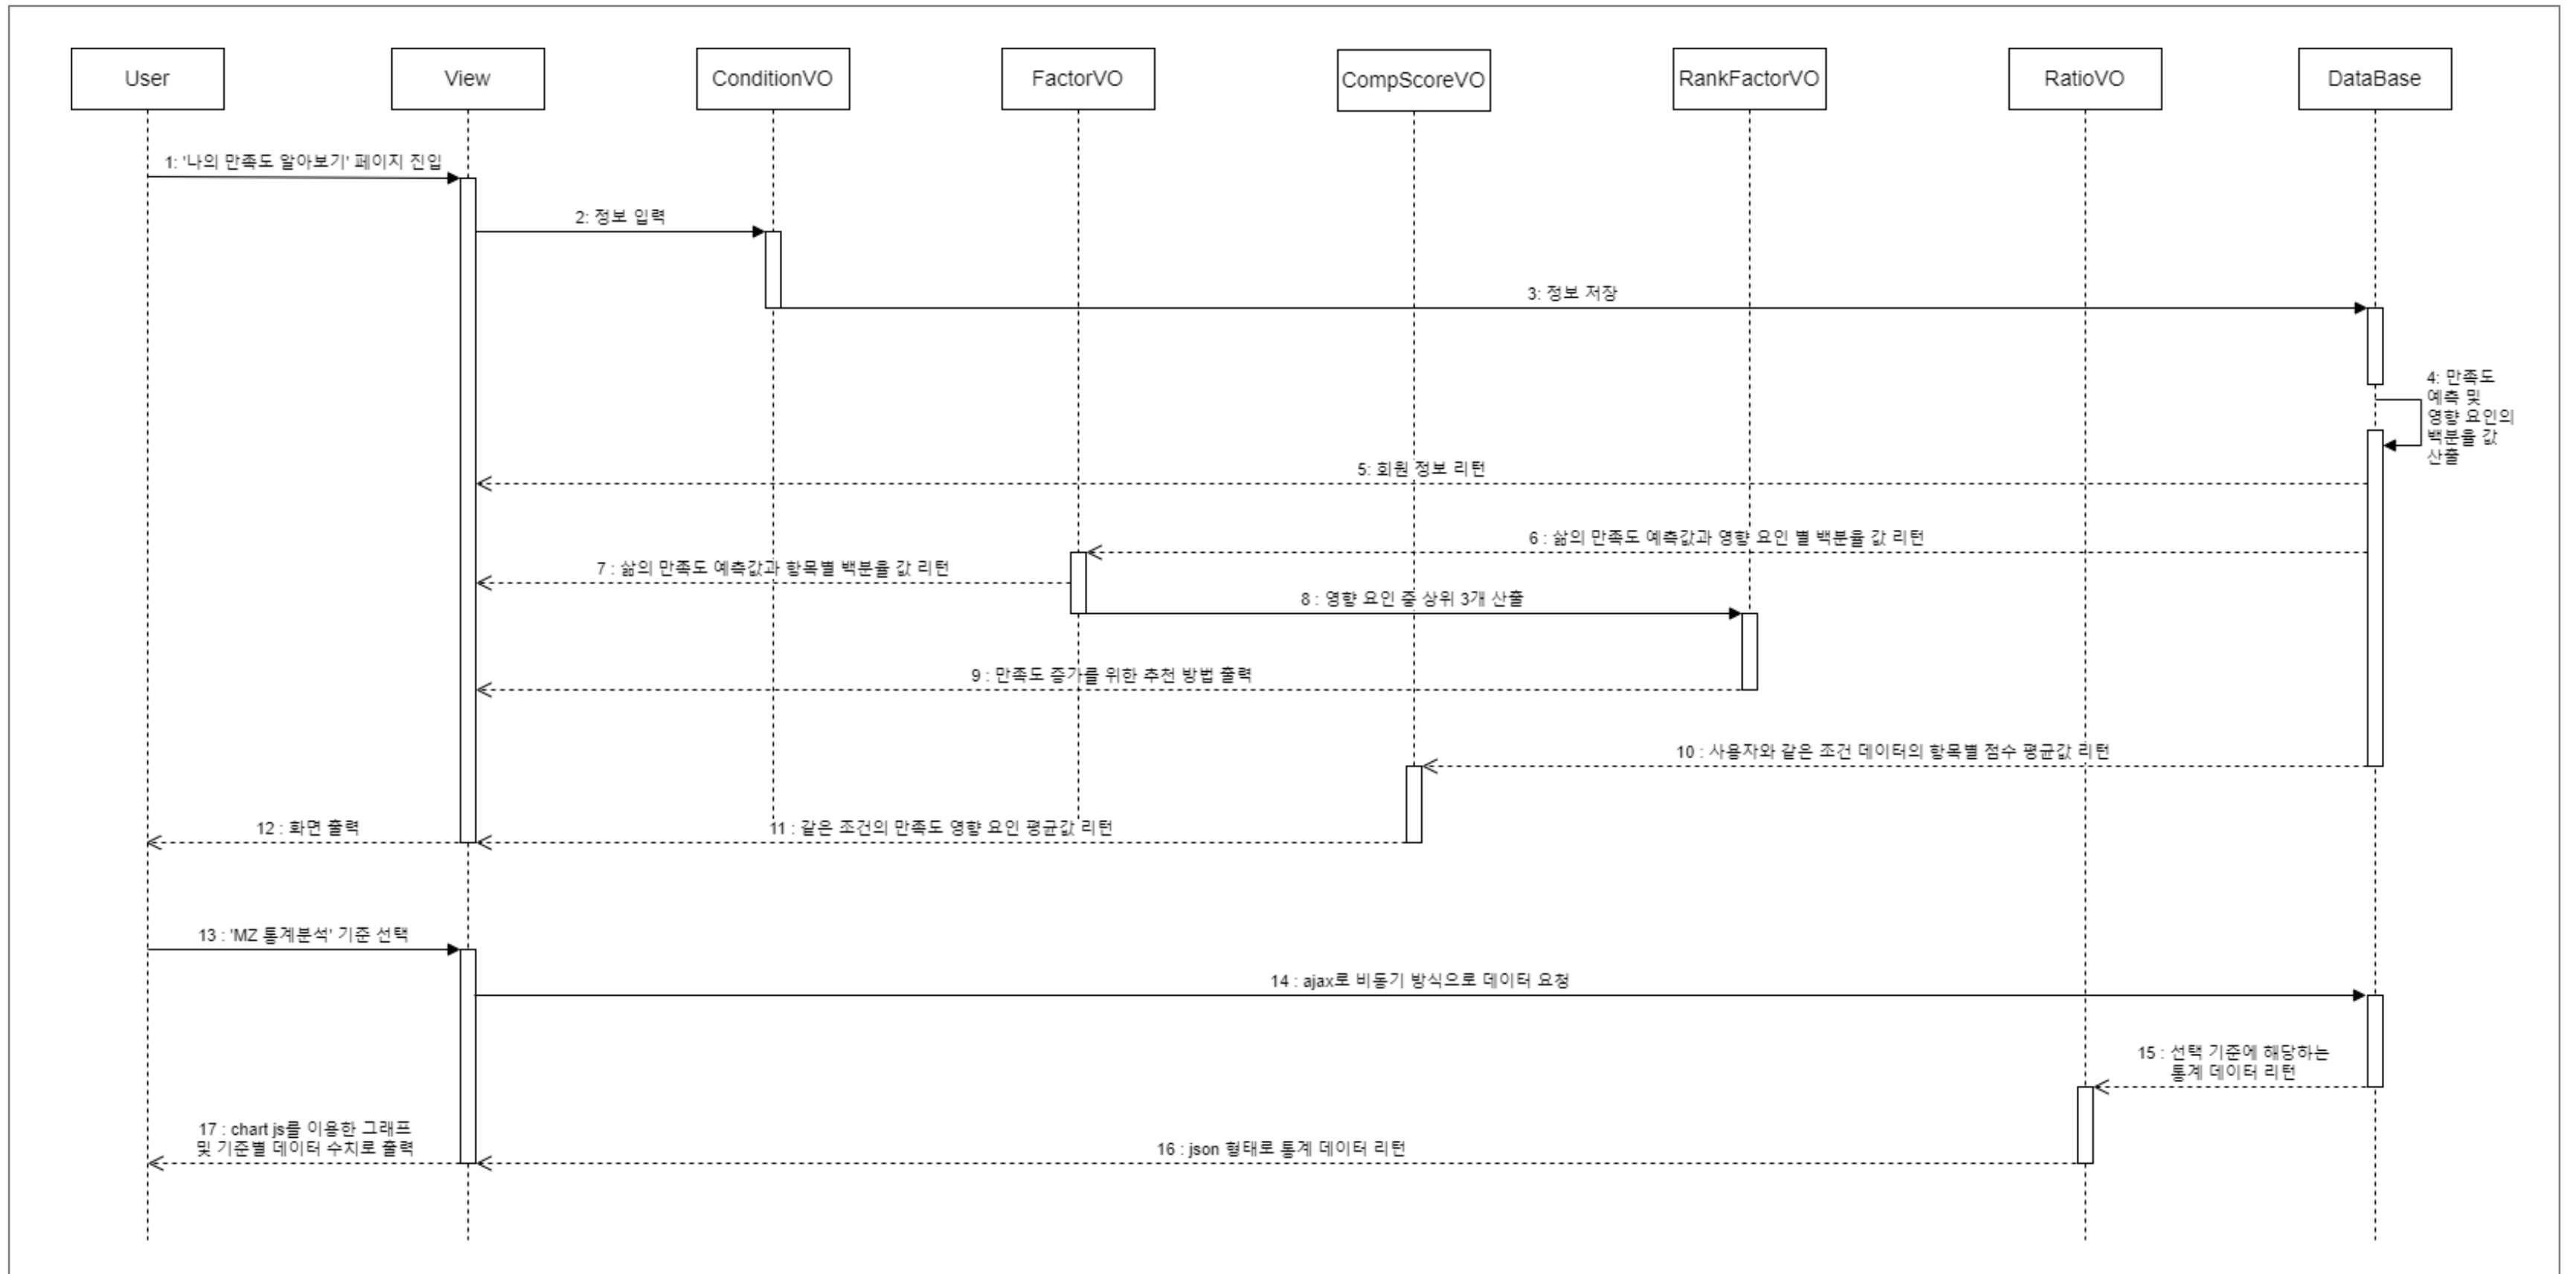 User
View
ConditionVO
FactorVO
CompScoreVO
RankFactorVO
RatioVO
DataBase
1: '나의 만족도 알아보기' 페이지 진입
2: 정보 입력
3: 정보 저장
4: 만족도
예측 및
영향 요인의
백분율 값
산출
5: 회원 정보 리턴
6 : 삶의 만족도 예측값과 영향 요인 별 백분율 값 리턴
7 : 삶의 만족도 예측값과 항목별 백분율 값 리턴
8 : 영향 요인 중 상위 3개 산출
9 : 만족도 증가를 위한 추천 방법 출력
10 : 사용자와 같은 조건 데이터의 항목별 점수 평균값 리턴
11 : 같은 조건의 만족도 영향 요인 평균값 리턴
12 : 화면 출력
13 : 'MZ 통계분석' 기준 선택
14 : ajax로 비동기 방식으로 데이터 요청
15 : 선택 기준에 해당하는
통계 데이터 리턴
16 : json 형태로 통계 데이터 리턴
17 : chart js를 이용한 그래프
및 기준별 데이터 수치로 출력